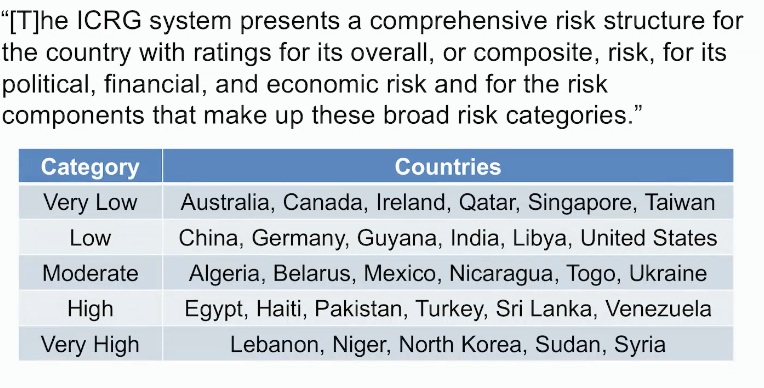 “[T]he ICRG system presents a comprehensive risk structure for
the country with ratings for its overall, or composite, risk, for its
political, financial, and economic risk and for the risk
components that make up these broad risk categories.”
Category Countries
Very Low Australia, Canada, Ireland, Qatar, Singapore, Taiwan
Low China, Germany, Guyana, India, Libya, United States
Moderate Algeria, Belarus, Mexico, Nicaragua, Togo, Ukraine
High Egypt, Haiti, Pakistan, Turkey, Sri Lanka, Venezuela
Very High Lebanon, Niger, North Korea, Sudan, Syria